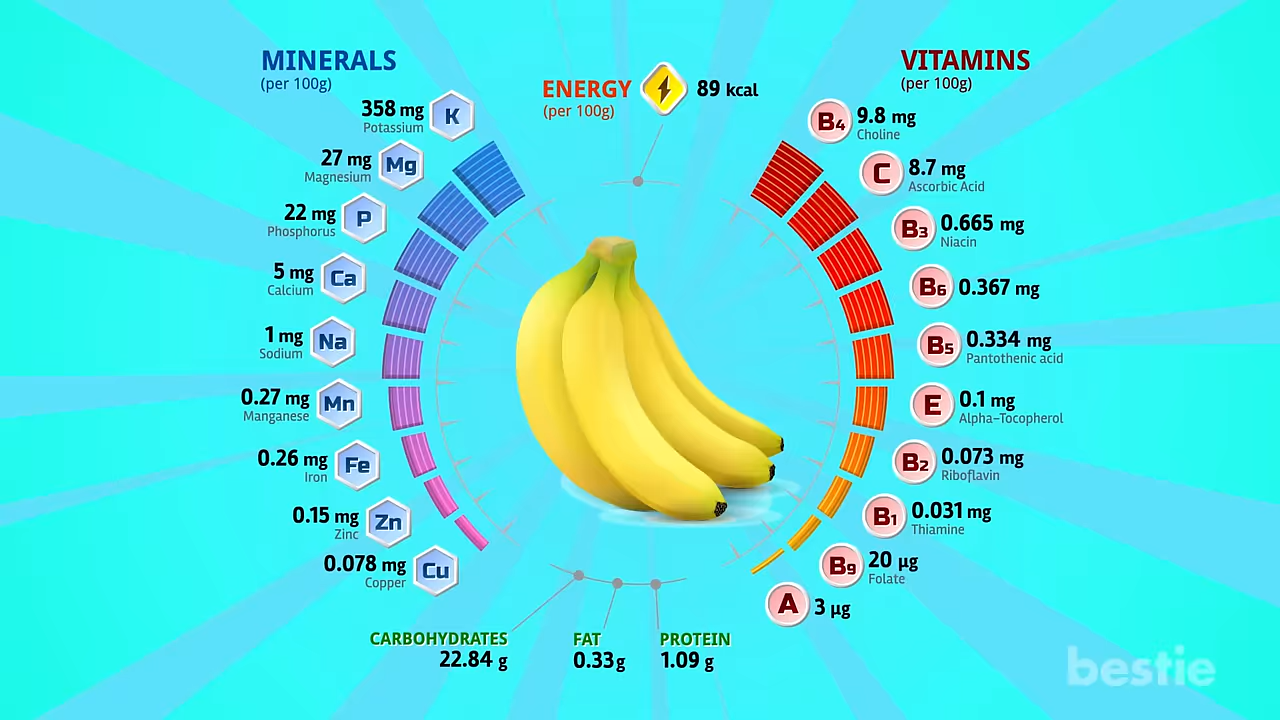 MINERALS
(per 100g)
358 mg
Potassium
K
27 mg
Magnesium
Mg
22 mg
Phosphorus
P
5 mg
Calcium
Ca
1 mg
Sodium
Na
0.27 mg
Manganese
Mn
0.26 mg
Iron
Fe
0.15 mg
Zinc
Zn
0.078 mg
Copper
Cu
ENERGY
(per 100g)
89 kcal
VITAMINS
(per 100g)
B4
9.8 mg
Choline
C
8.7 mg
Ascorbic Acid
B3
0.665 mg
Niacin
B6
0.367 mg
B5
0.334 mg
Pantothenic acid
E
0.1 mg
Alpha-Tocopherol
B2
0.073 mg
Riboflavin
B1
0.031 mg
Thiamine
B9
20 µg
Folate
A
3 µg
CARBOHYDRATES
22.84 g
FAT
0.33 g
PROTEIN
1.09 g
bestie